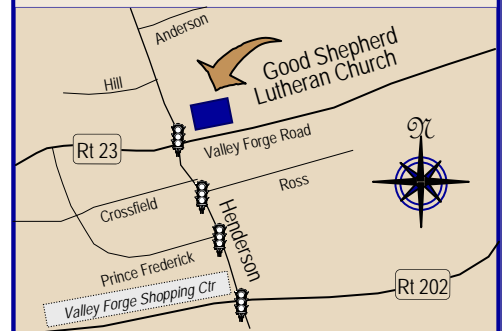 Anderson
Good Shepherd
Lutheran Church
Hill
N
Rt 23
Valley Forge Road
Ross
Crossfield
Henderson
Prince Frederick
Valley Forge Shopping Ctr
Rt 202